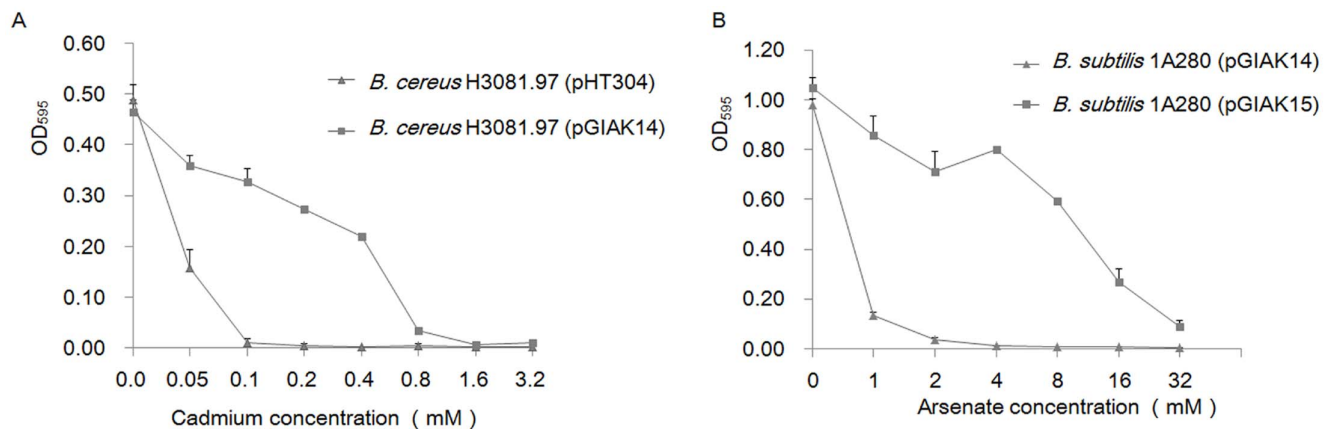 A
0.60
0.50
0.40
0.30
0.20
0.10
0.00
OD595
B. cereus H3081.97 (pHT304)
B. cereus H3081.97 (pGIAK14)
0.0 0.05 0.1 0.2 0.4 0.8 1.6 3.2
Cadmium concentration ( mM )
B
1.20
1.00
0.80
0.60
0.40
0.20
0.00
OD595
B. subtilis 1A280 (pGIAK14)
B. subtilis 1A280 (pGIAK15)
0 1 2 4 8 16 32
Arsenate concentration ( mM )